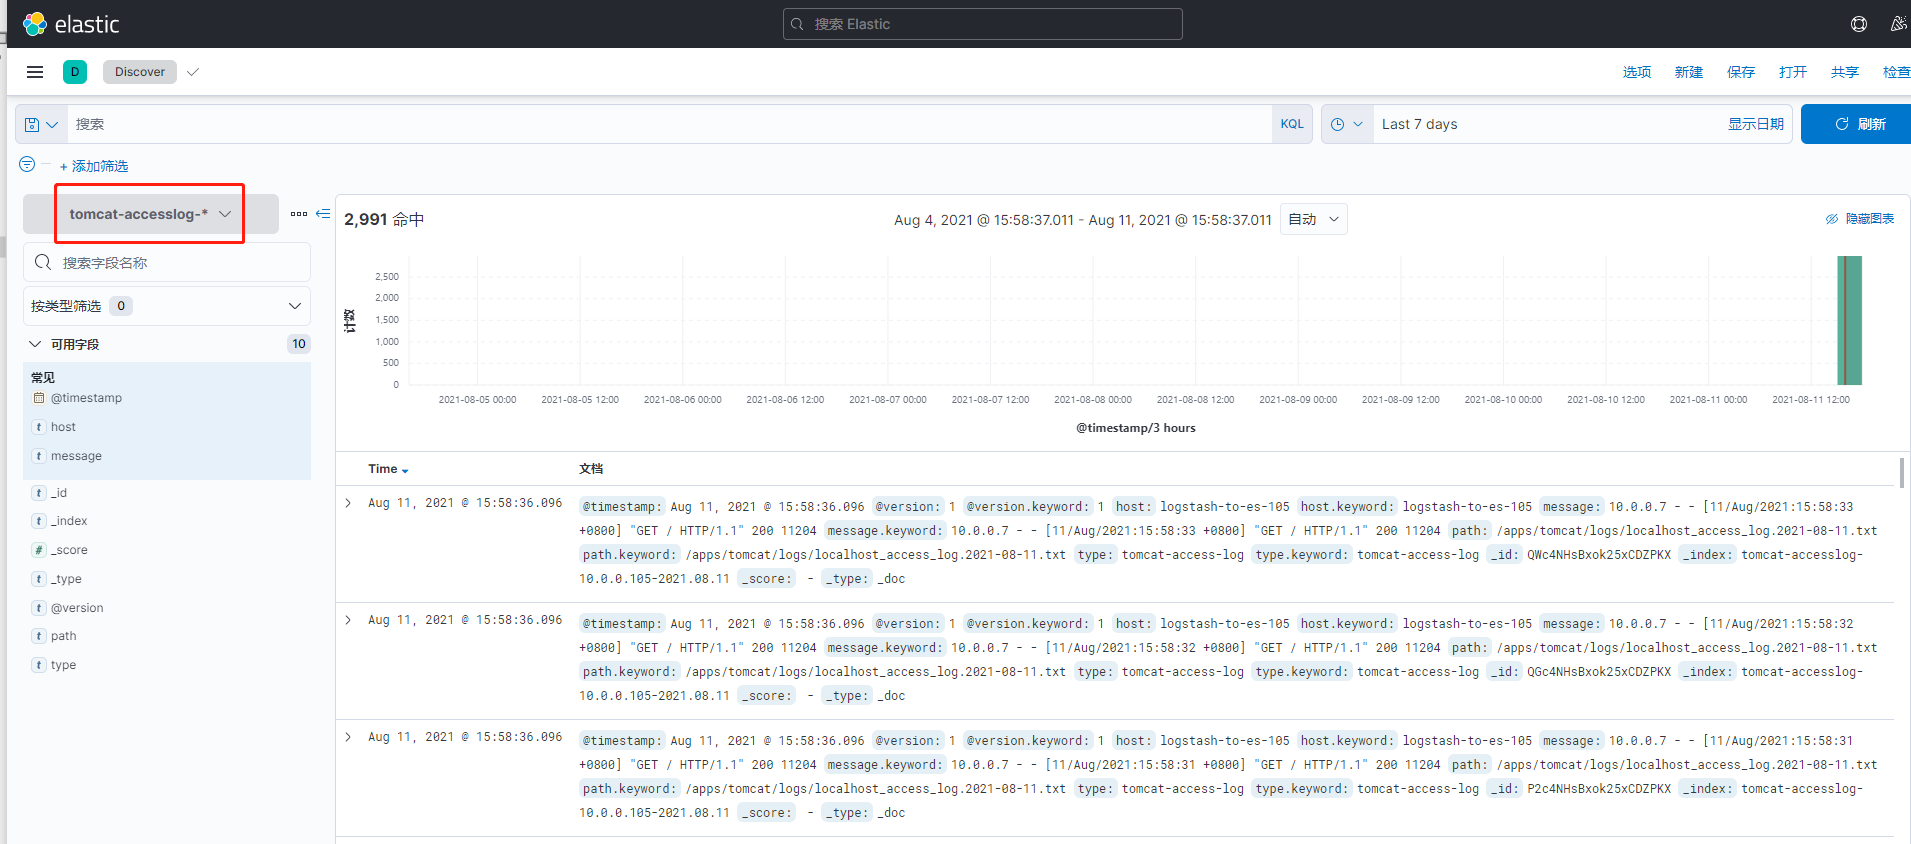 elastic
搜索 Elastic
D
Discover
选项 新建 保存 打开 共享 检查
搜索
KQL
Last 7 days
显示日期
刷新
+ 添加筛选
tomcat-accesslog-*
搜索字段名称
按类型筛选 0
可用字段 10
常见
@timestamp
t host
t message
t _id
t _index
# _score
t _type
t @version
t path
t type
2,991 命中
Aug 4, 2021 @ 15:58:37.011 - Aug 11, 2021 @ 15:58:37.011
自动
隐藏图表
计数
2,500
2,000
1,500
1,000
500
0
2021-08-05 00:00 2021-08-05 12:00 2021-08-06 00:00 2021-08-06 12:00 2021-08-07 00:00 2021-08-07 12:00 2021-08-08 00:00 2021-08-08 12:00 2021-08-09 00:00 2021-08-09 12:00 2021-08-10 00:00 2021-08-10 12:00 2021-08-11 00:00 2021-08-11 12:00
@timestamp/3 hours
Time 文档
Aug 11, 2021 @ 15:58:36.096 @timestamp: Aug 11, 2021 @ 15:58:36.096 @version: 1 @version.keyword: 1 host: logstash-to-es-105 host.keyword: logstash-to-es-105 message: 10.0.0.7 - - [11/Aug/2021:15:58:33
+0800] "GET / HTTP/1.1" 200 11204 message.keyword: 10.0.0.7 - - [11/Aug/2021:15:58:33 +0800] "GET / HTTP/1.1" 200 11204 path: /apps/tomcat/logs/localhost_access_log.2021-08-11.txt
path.keyword: /apps/tomcat/logs/localhost_access_log.2021-08-11.txt type: tomcat-access-log type.keyword: tomcat-access-log _id: QWc4NHsBxok25xCDZPKX _index: tomcat-accesslog-
10.0.0.105-2021.08.11 _score: - _type: _doc
Aug 11, 2021 @ 15:58:36.096 @timestamp: Aug 11, 2021 @ 15:58:36.096 @version: 1 @version.keyword: 1 host: logstash-to-es-105 host.keyword: logstash-to-es-105 message: 10.0.0.7 - - [11/Aug/2021:15:58:32
+0800] "GET / HTTP/1.1" 200 11204 message.keyword: 10.0.0.7 - - [11/Aug/2021:15:58:32 +0800] "GET / HTTP/1.1" 200 11204 path: /apps/tomcat/logs/localhost_access_log.2021-08-11.txt
path.keyword: /apps/tomcat/logs/localhost_access_log.2021-08-11.txt type: tomcat-access-log type.keyword: tomcat-access-log _id: QGc4NHsBxok25xCDZPKX _index: tomcat-accesslog-
10.0.0.105-2021.08.11 _score: - _type: _doc
Aug 11, 2021 @ 15:58:36.096 @timestamp: Aug 11, 2021 @ 15:58:36.096 @version: 1 @version.keyword: 1 host: logstash-to-es-105 host.keyword: logstash-to-es-105 message: 10.0.0.7 - - [11/Aug/2021:15:58:31
+0800] "GET / HTTP/1.1" 200 11204 message.keyword: 10.0.0.7 - - [11/Aug/2021:15:58:31 +0800] "GET / HTTP/1.1" 200 11204 path: /apps/tomcat/logs/localhost_access_log.2021-08-11.txt
path.keyword: /apps/tomcat/logs/localhost_access_log.2021-08-11.txt type: tomcat-access-log type.keyword: tomcat-access-log _id: P2c4NHsBxok25xCDZPKX _index: tomcat-accesslog-
10.0.0.105-2021.08.11 _score: - _type: _doc